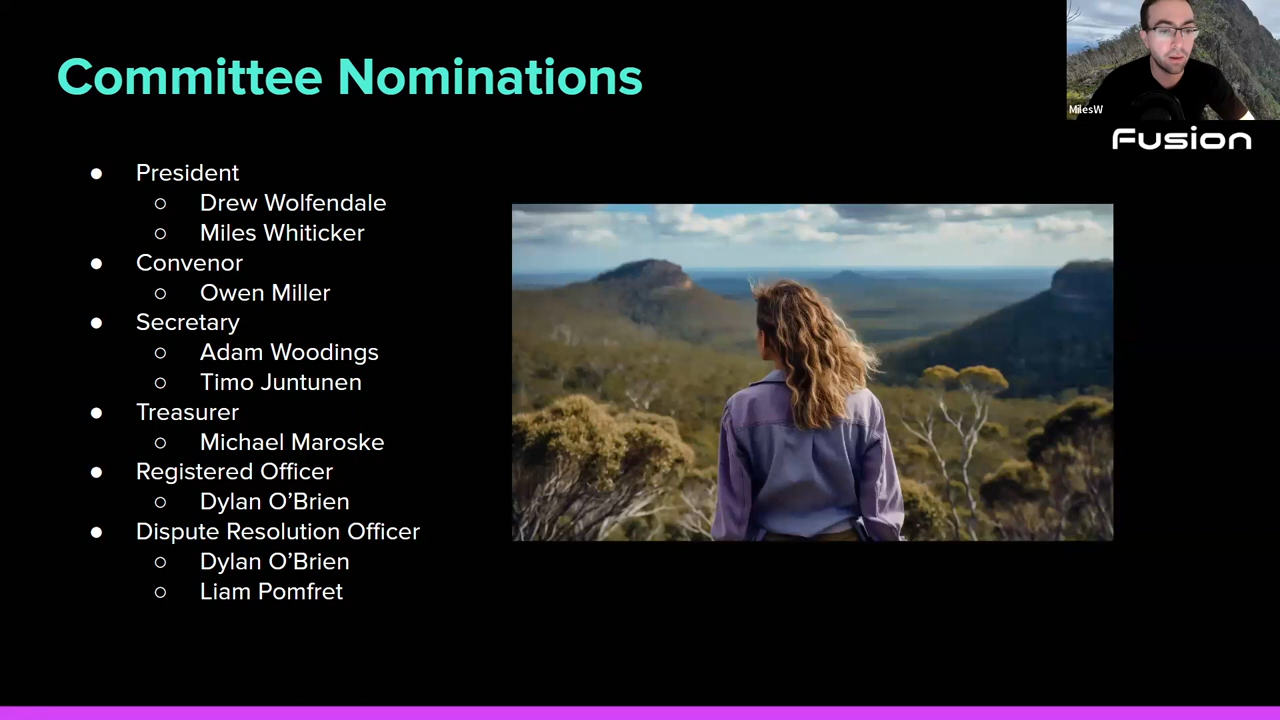 Committee Nominations
MilesW
Fusion
● President
○ Drew Wolfendale
○ Miles Whiticker
● Convenor
○ Owen Miller
● Secretary
○ Adam Woodings
○ Timo Juntunen
● Treasurer
○ Michael Maroske
● Registered Officer
○ Dylan O’Brien
● Dispute Resolution Officer
○ Dylan O’Brien
○ Liam Pomfret